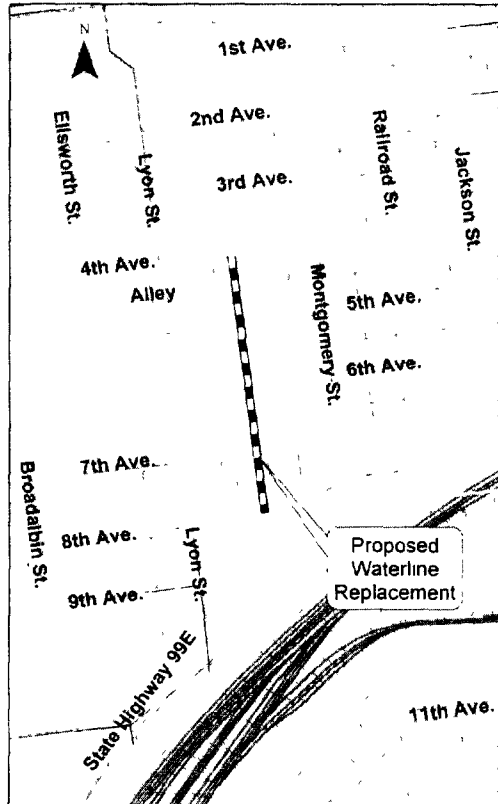 N
1st Ave.
2nd Ave.
3rd Ave.
Ellsworth St.
Lyon St.
Railroad St.
Jackson St.
4th Ave.
Alley
Montgomery St.
5th Ave.
6th Ave.
7th Ave.
Broadalbin St.
8th Ave.
Lyon St.
9th Ave.
Proposed
Waterline
Replacement
State Highway 99E
11th Ave.